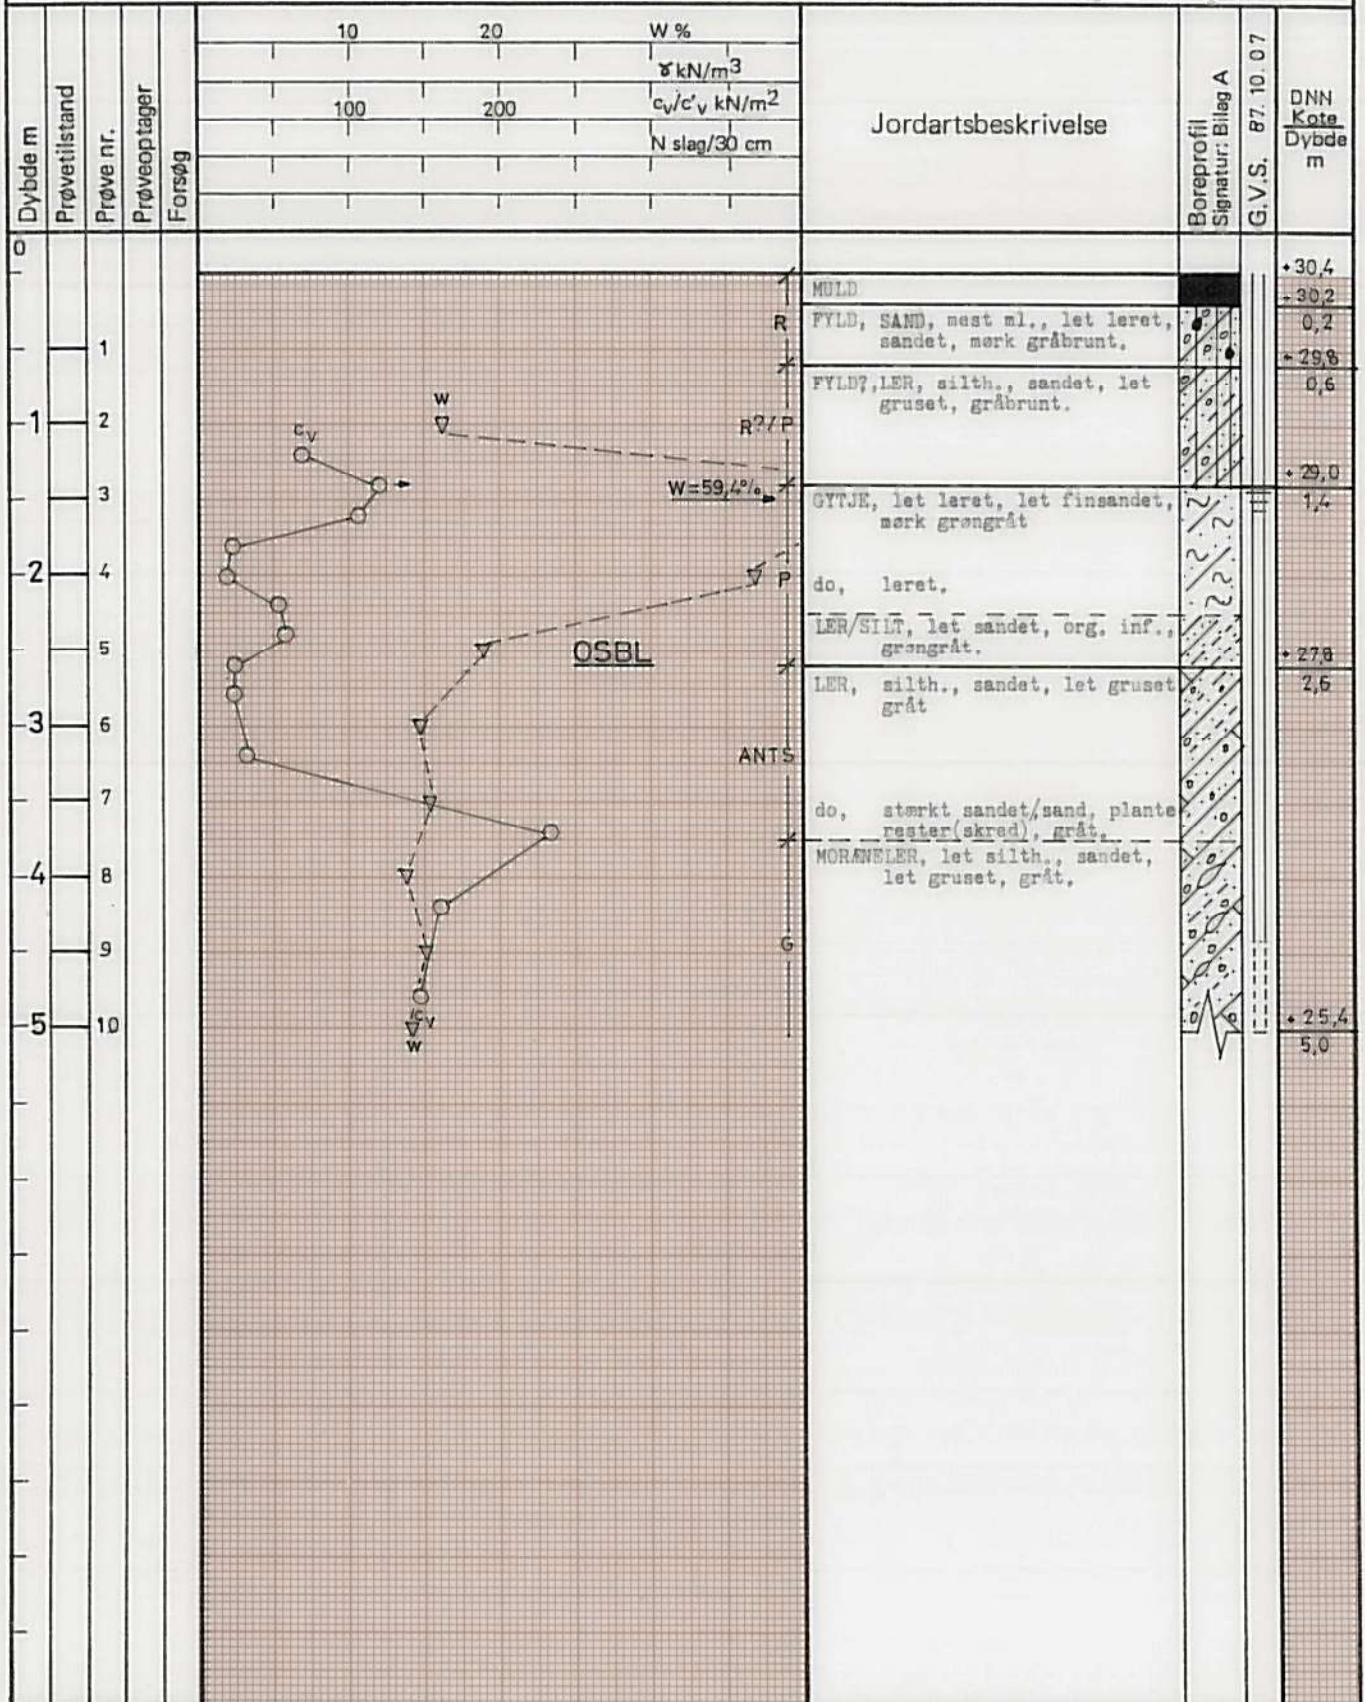 10 20 W %
γ kN/m³
100 200 cv/c'v kN/m²
N slag/30 cm
Dybde m
Prøvetilstand
Prøve nr.
Prøveoptager
Forsøg
Jordartsbeskrivelse
Boreprofil
Signatur: Bilag A
G.V.S. 87.10.07
DNN
Kote
Dybde
m
0
+30,4
MULD
+30,2
R
FYLD, SAND, mest ml., let leret,
0,2
sandet, mørk gråbrunt.
1
+29,8
FYLD?, LER, silth., sandet, let
0,6
gruset, gråbrunt.
w
1 2
R?/P
cv
+29,0
3
W=59,4%
GYTJE, let leret, let finsandet,
1,4
mørk grøngråt
2 4
P
do, leret.
LER/SILT, let sandet, org. inf.,
grøngråt.
5
OSBL
+27,8
LER, silth., sandet, let gruset
2,6
gråt
3 6
ANTS
7
do, stærkt sandet/sand, plante
rester(skred), gråt.
MORÆNELER, let silth., sandet,
4 8
let gruset, gråt.
9
G
5 10
cv
w
+25,4
5,0